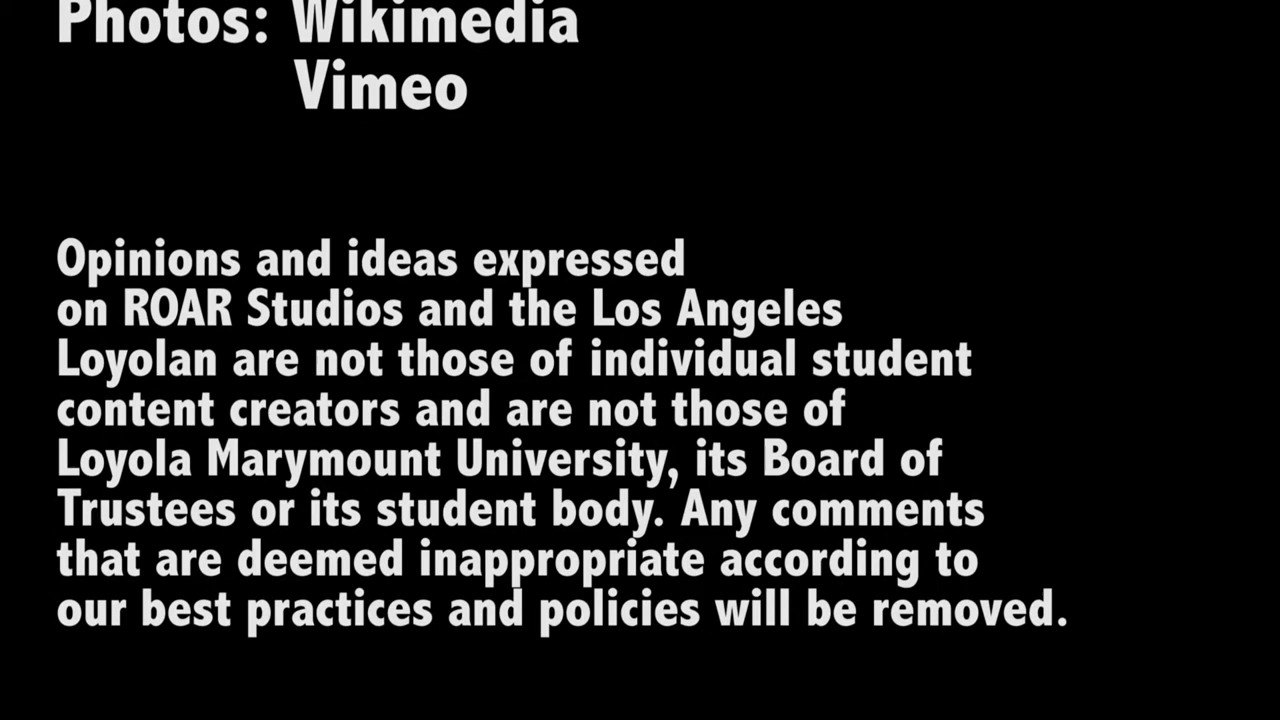 Photos: Wikimedia
Vimeo
Opinions and ideas expressed
on ROAR Studios and the Los Angeles
Loyolan are not those of individual student
content creators and are not those of
Loyola Marymount University, its Board of
Trustees or its student body. Any comments
that are deemed inappropriate according to
our best practices and policies will be removed.